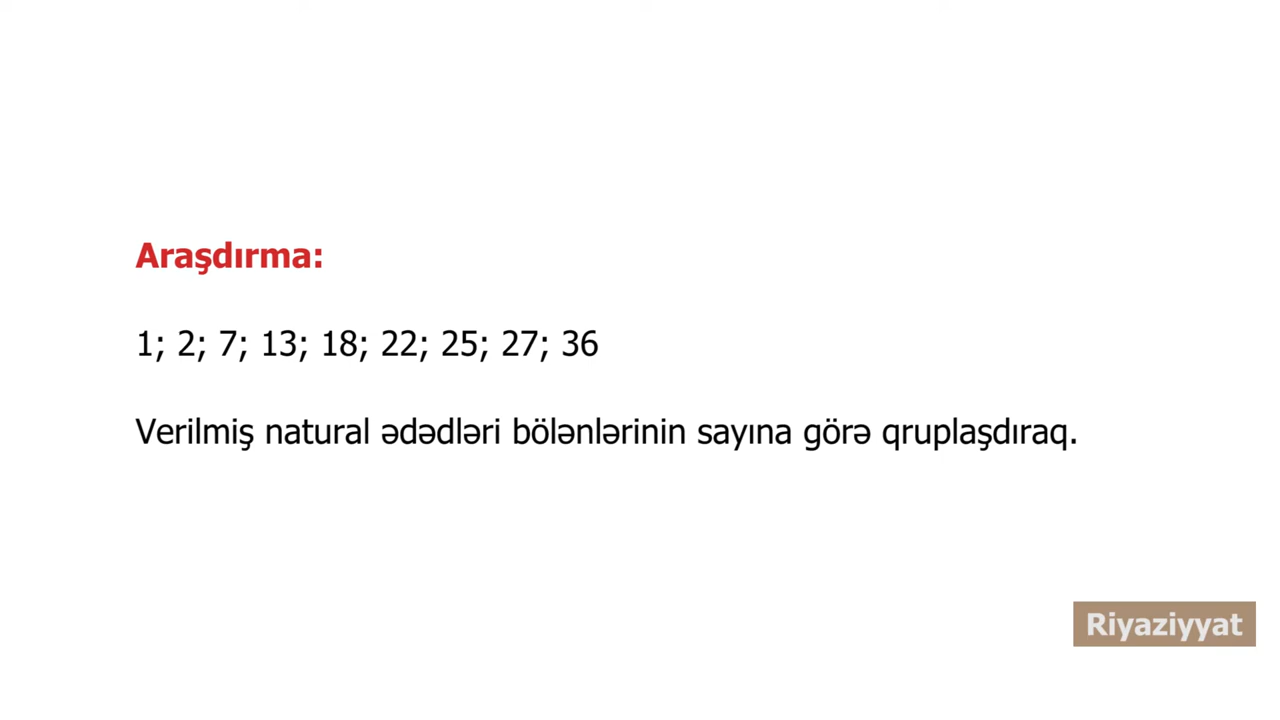 Araşdırma:
1; 2; 7; 13; 18; 22; 25; 27; 36
Verilmiş natural ədədləri bölənlərinin sayına görə qruplaşdıraq.
Riyaziyyat